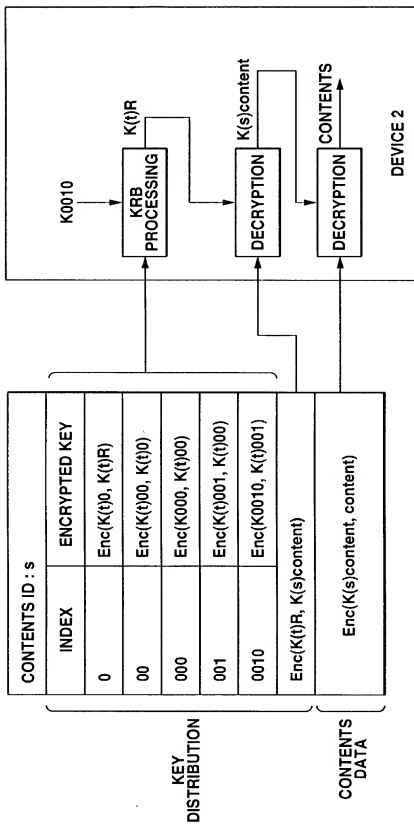 CONTENTS ID : s
INDEX ENCRYPTED KEY
0 Enc(K(t)0, K(t)R)
00 Enc(K(t)00, K(t)0)
000 Enc(K000, K(t)00)
001 Enc(K(t)001, K(t)00)
0010 Enc(K0010, K(t)001)
Enc(K(t)R, K(s)content)
Enc(K(s)content, content)
KEY
DISTRIBUTION
CONTENTS
DATA
K0010
KRB
PROCESSING
K(t)R
DECRYPTION
K(s)content
DECRYPTION
CONTENTS
DEVICE 2